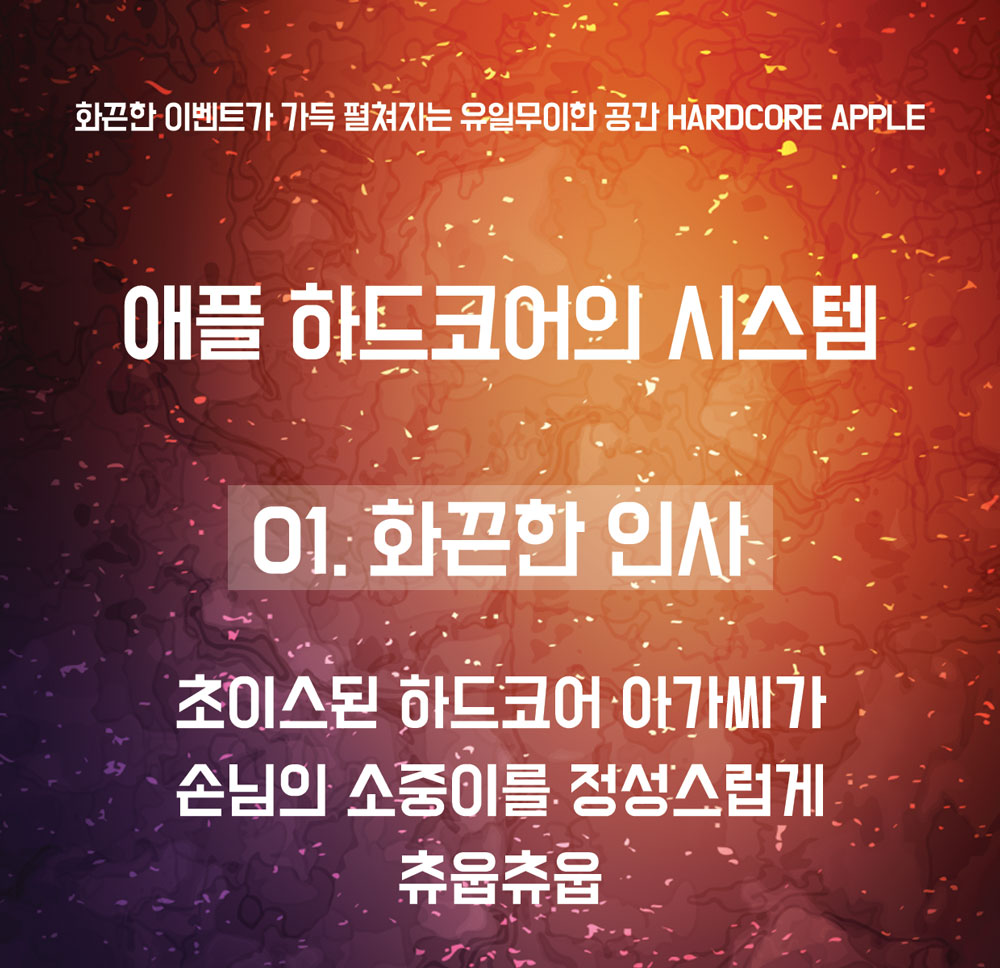 화끈한 이벤트가 가득 펼쳐지는 유일무이한 공간 HARDCORE APPLE
애플 하드코어의 시스템
01. 화끈한 인사
초이스된 하드코어 아가씨가
손님의 소중이를 정성스럽게
츄웁츄웁